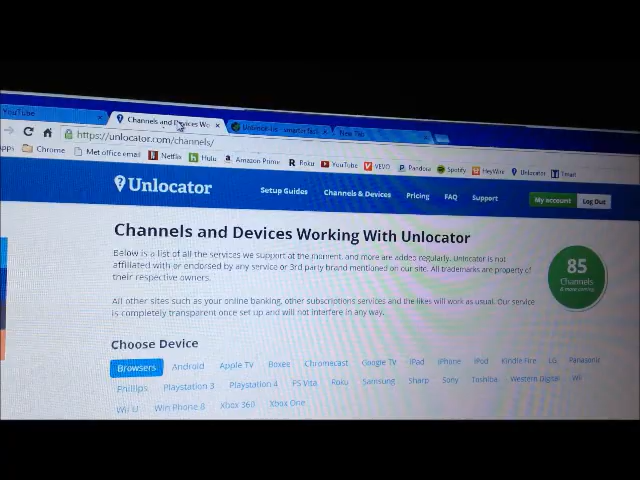 YouTube
Channels and Devices Wo
New Tab
https://unlocator.com/channels/
Chrome Met office email Netflix Hulu Amazon Prime Roku YouTube VEVO Pandora Spotify HeyWire Unlocator
Unlocator
Setup Guides Channels & Devices Pricing FAQ Support My account Log Out
Channels and Devices Working With Unlocator
Below is a list of all the services we support at the moment, and more are added regularly. Unlocator is not
affiliated with or endorsed by any service or 3rd party brand mentioned on our site. All trademarks are property of
their respective owners.
85
Channels
& more coming
All other sites such as your online banking, other subscriptions services and the likes will work as usual. Our service
is completely transparent once set up and will not interfere in any way.
Choose Device
Browsers Android Apple TV Boxee Chromecast Google TV iPad iPhone iPod Kindle Fire LG Panasonic
Phillips Playstation 3 Playstation 4 PS Vita Roku Samsung Sharp Sony Toshiba Western Digital Wii
Wii U Win Phone 8 Xbox 360 Xbox One